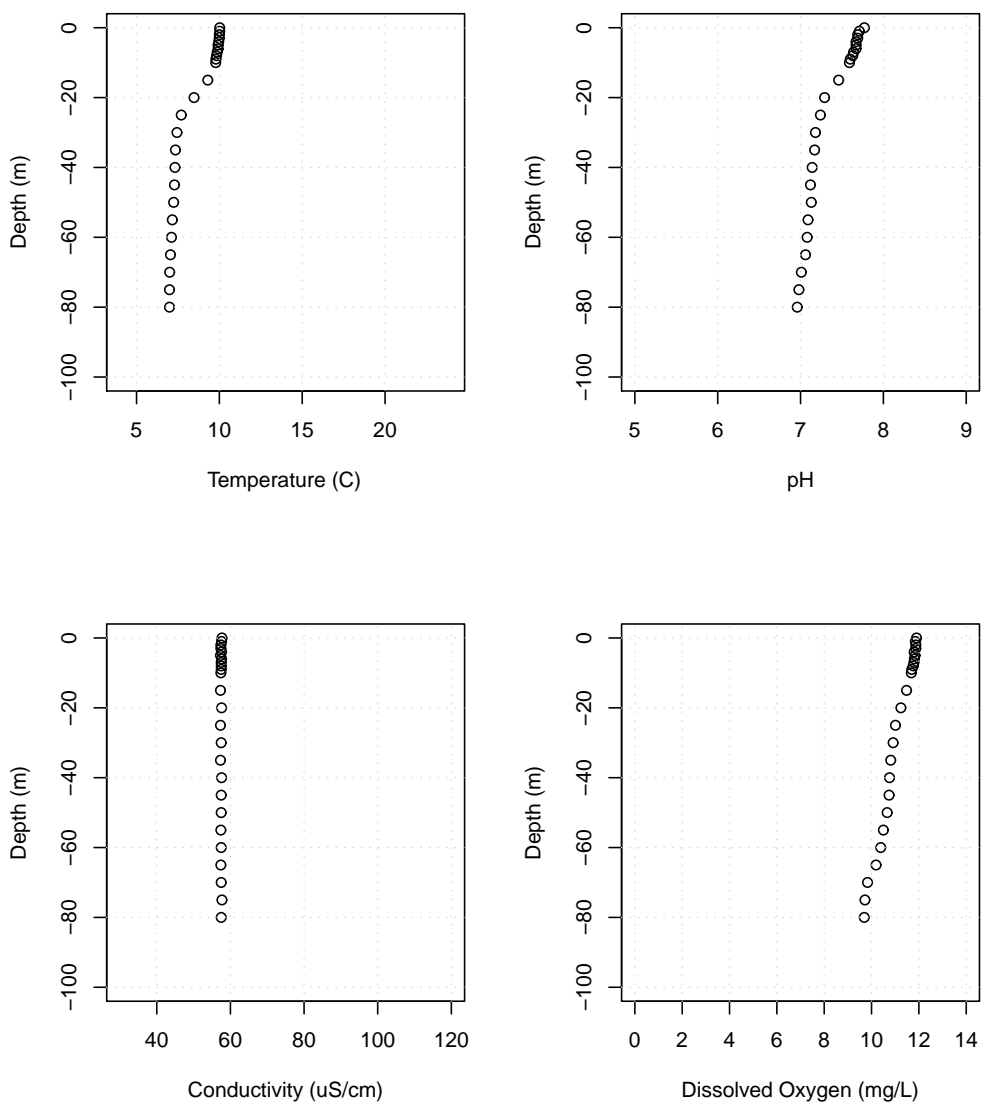 0
−20
−40
−60
−80
−100
Depth (m)
5 10 15 20
Temperature (C)
0
−20
−40
−60
−80
−100
Depth (m)
5 6 7 8 9
pH
0
−20
−40
−60
−80
−100
Depth (m)
40 60 80 100 120
Conductivity (uS/cm)
0
−20
−40
−60
−80
−100
Depth (m)
0 2 4 6 8 10 12 14
Dissolved Oxygen (mg/L)